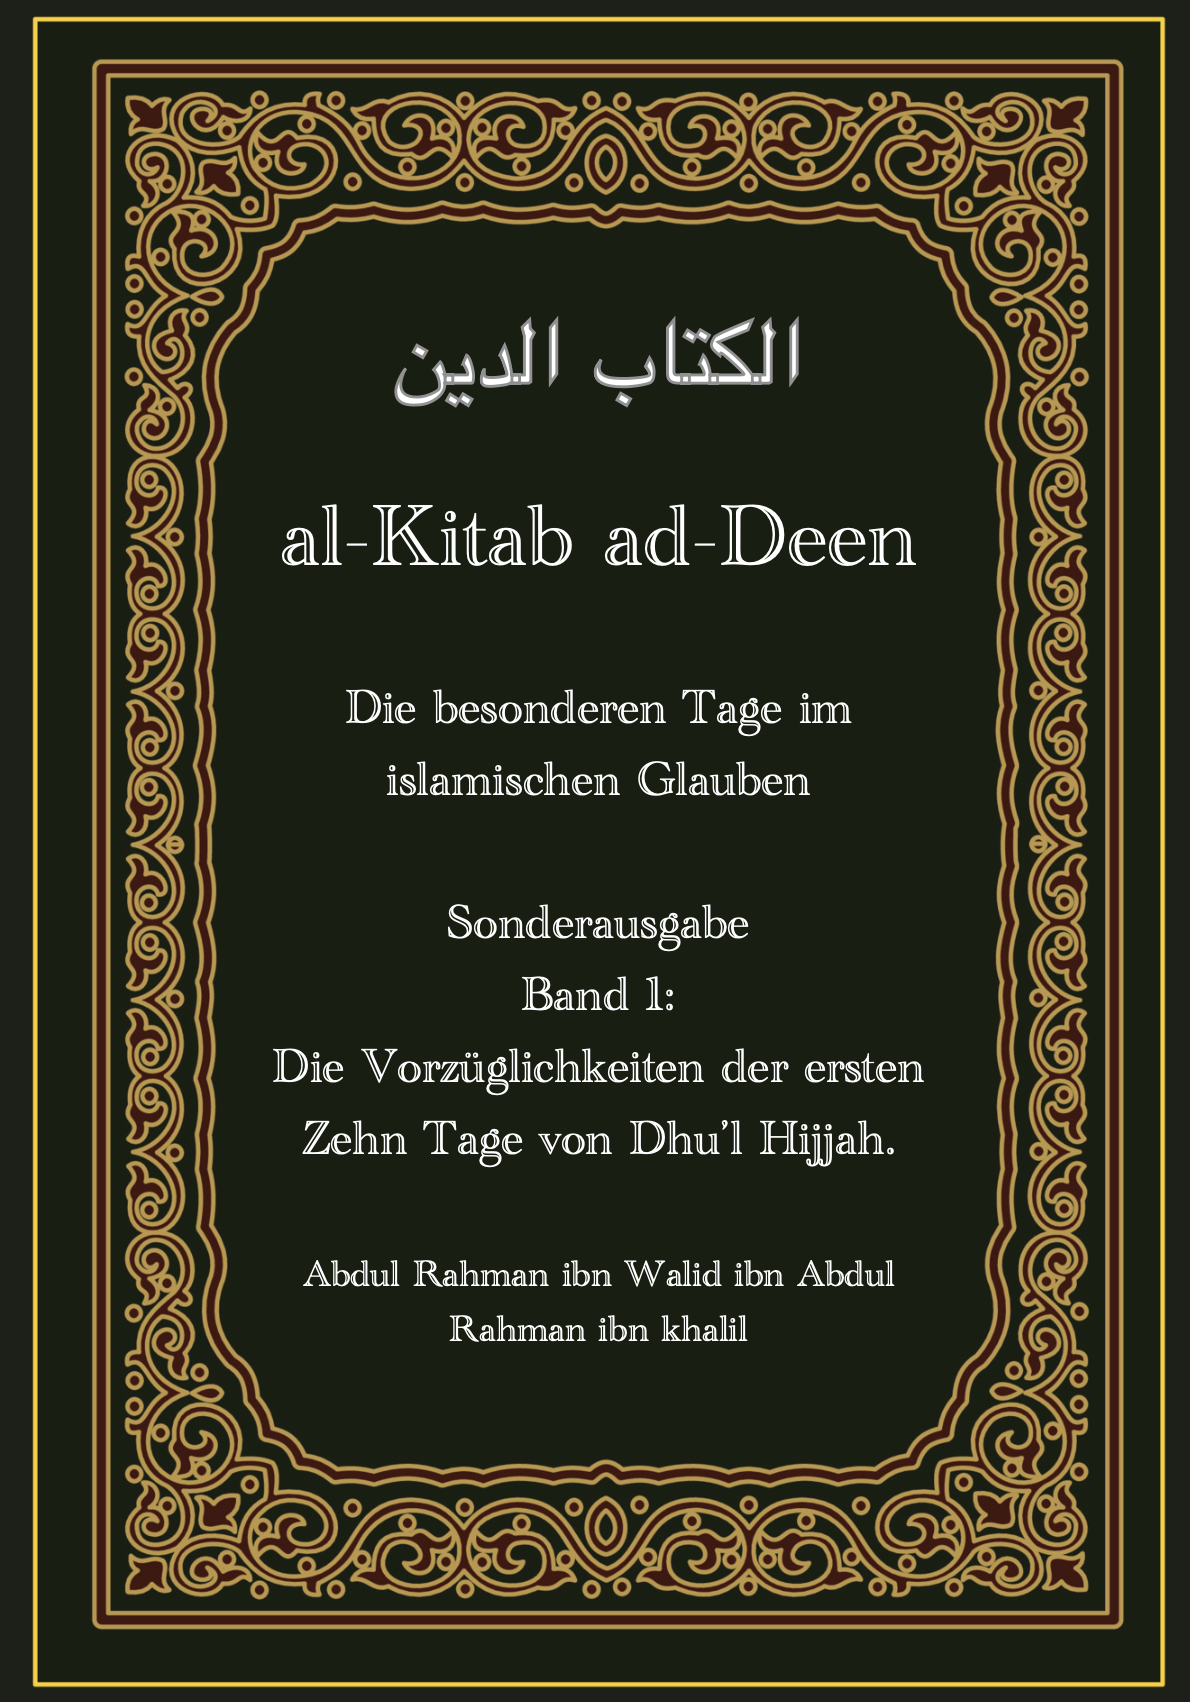 الكتاب الدين
al-Kitab ad-Deen
Die besonderen Tage im
islamischen Glauben
Sonderausgabe
Band 1:
Die Vorzüglichkeiten der ersten
Zehn Tage von Dhu'l Hijjah.
Abdul Rahman ibn Walid ibn Abdul
Rahman ibn khalil